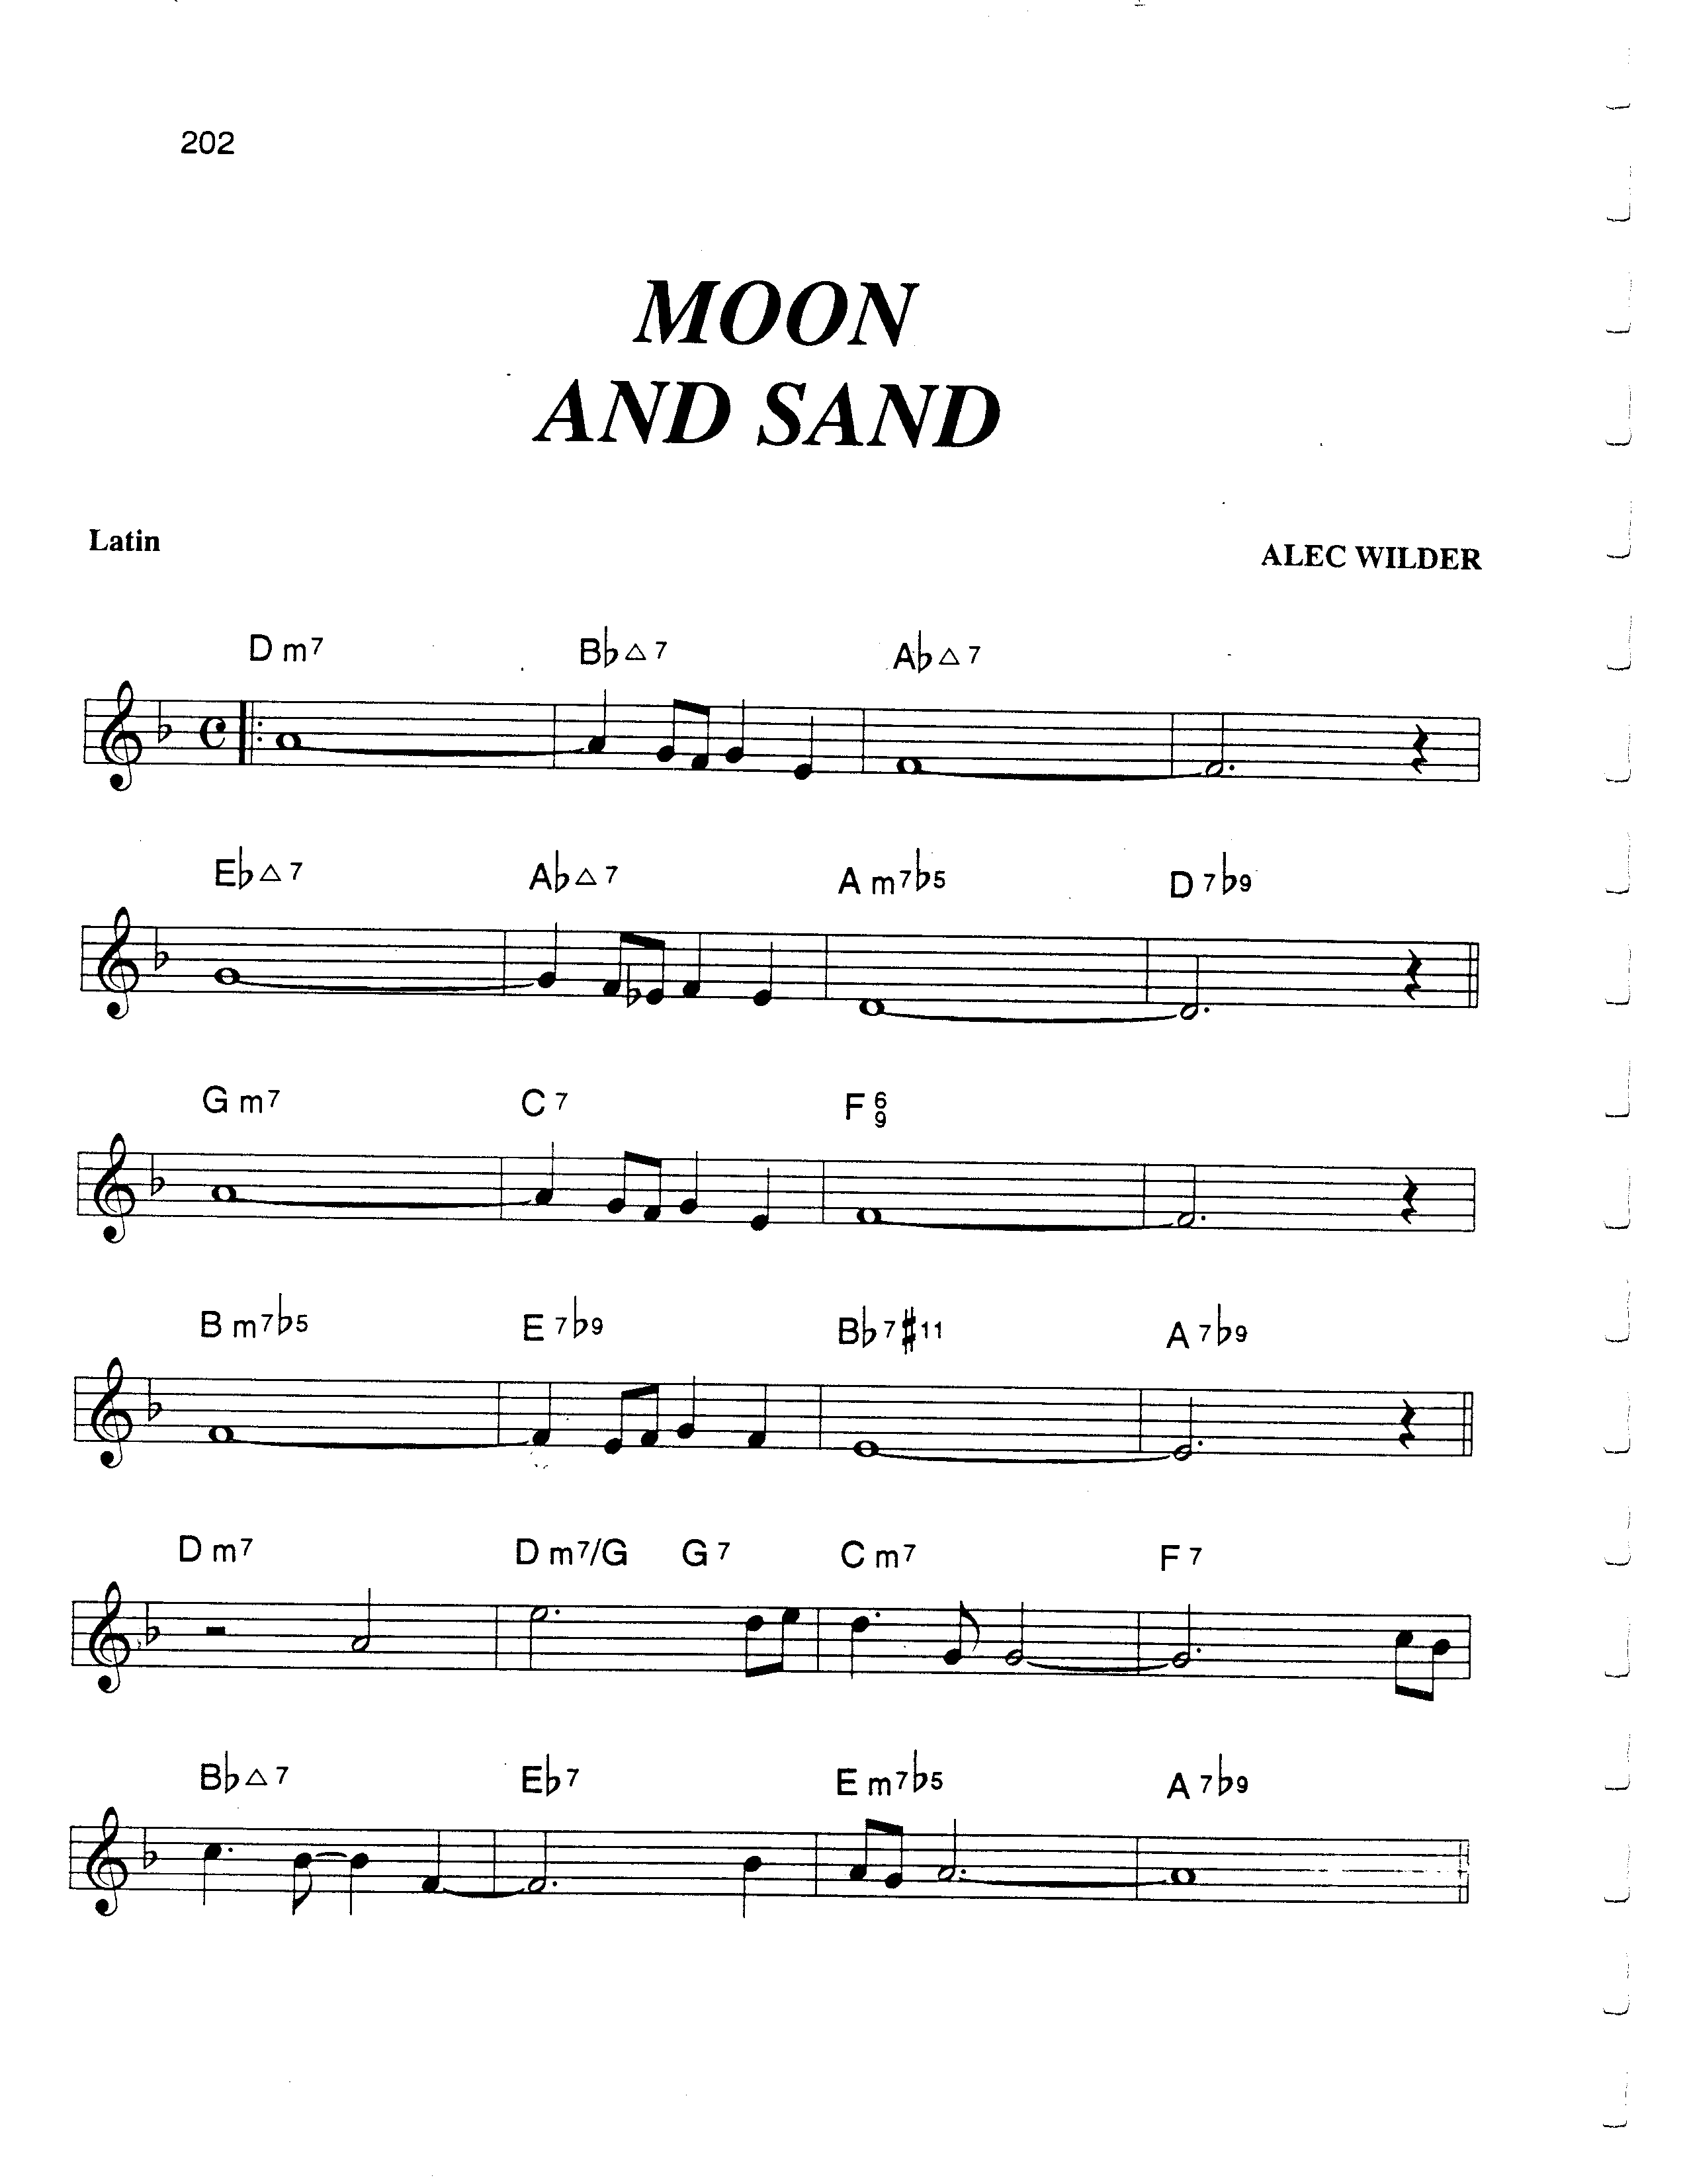 202
MOON
AND SAND
Latin
ALEC WILDER
D m7 B♭△7 A♭△7
E♭△7 A♭△7 A m7♭5 D 7♭9
G m7 C 7 F 6 9
B m7♭5 E 7♭9 B♭7♯11 A 7♭9
D m7 D m7/G G 7 C m7 F 7
B♭△7 E♭7 E m7♭5 A 7♭9